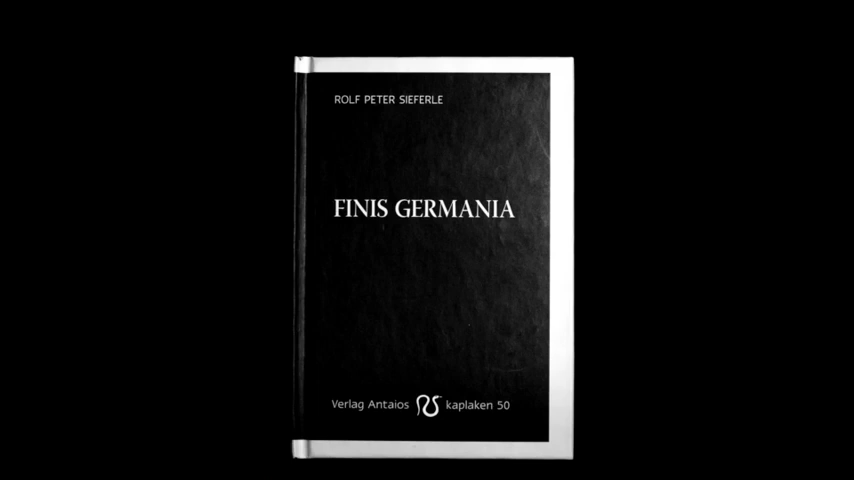 ROLF PETER SIEFERLE
FINIS GERMANIA
Verlag Antaios kaplaken 50